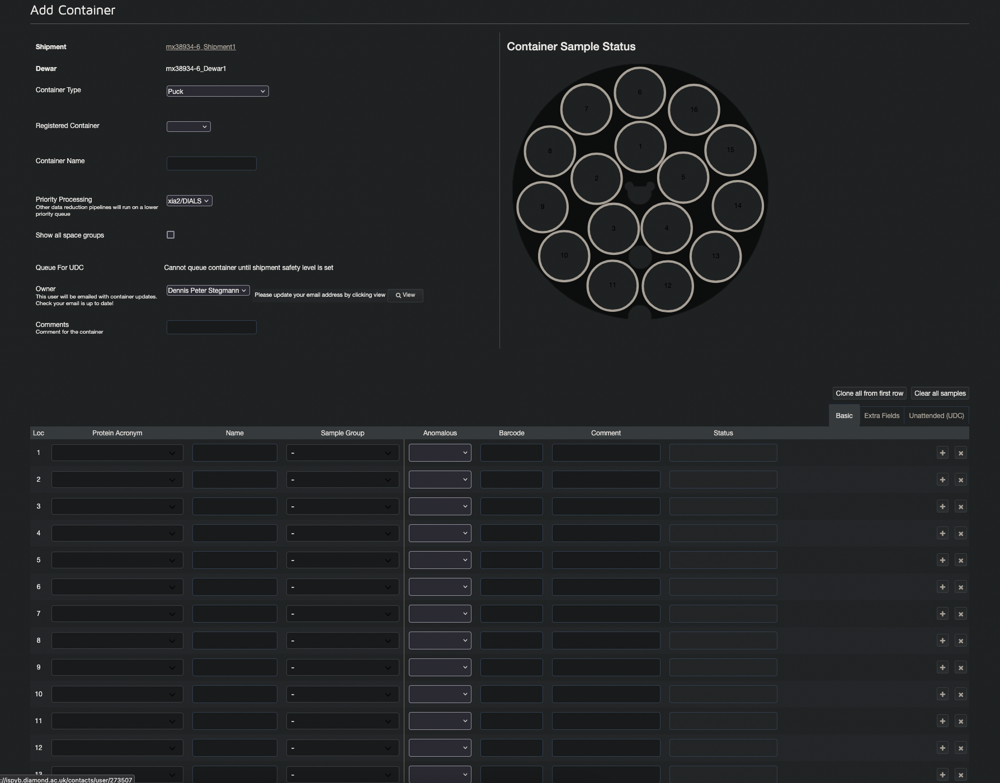 Add Container
Shipment
mx38934-6_Shipment1
Dewar
mx38934-6_Dewar1
Container Type
Puck
Registered Container
Container Name
Priority Processing
Other data reduction pipelines will run on a lower
priority queue
xia2/DIALS
Show all space groups
Queue For UDC
Cannot queue container until shipment safety level is set
Owner
This user will be emailed with container updates.
Check your email is up to date!
Dennis Peter Stegmann
Please update your email address by clicking view
View
Comments
Comment for the container
Container Sample Status
6
7
16
1
8
15
2
5
9
14
3
4
10
13
11
12
Clone all from first row
Clear all samples
Basic Extra Fields Unattended (UDC)
Loc Protein Acronym Name Sample Group Anomalous Barcode Comment Status
1 -
2 -
3 -
4 -
5 -
6 -
7 -
8 -
9 -
10 -
11 -
12 -
13 -
://ispyb.diamond.ac.uk/contacts/user/273507